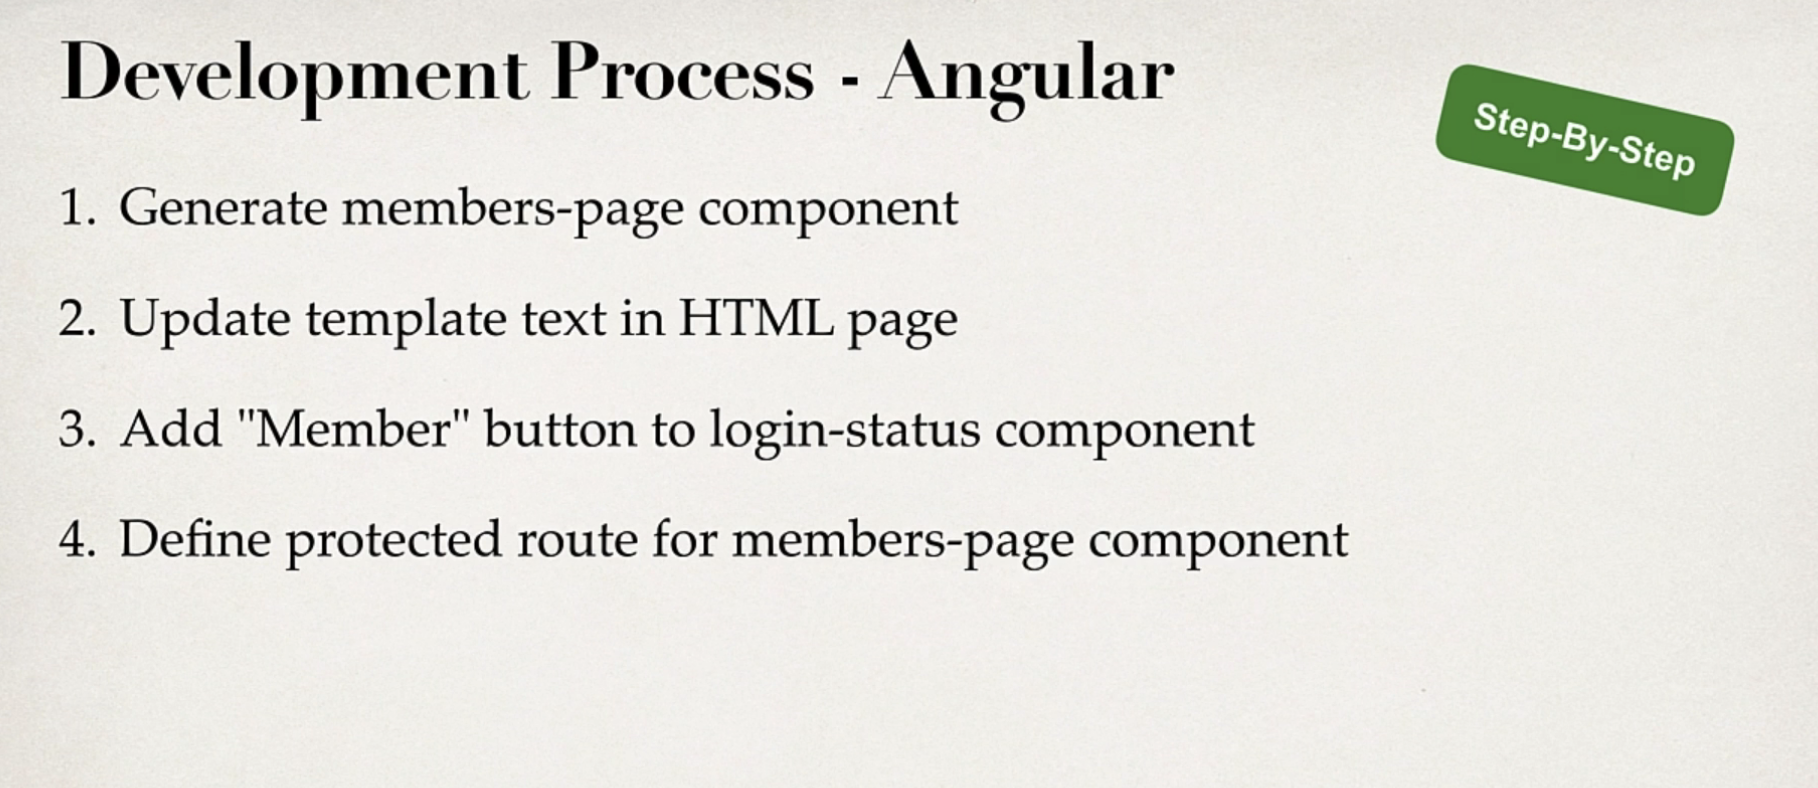 Development Process - Angular
Step-By-Step
1. Generate members-page component
2. Update template text in HTML page
3. Add "Member" button to login-status component
4. Define protected route for members-page component